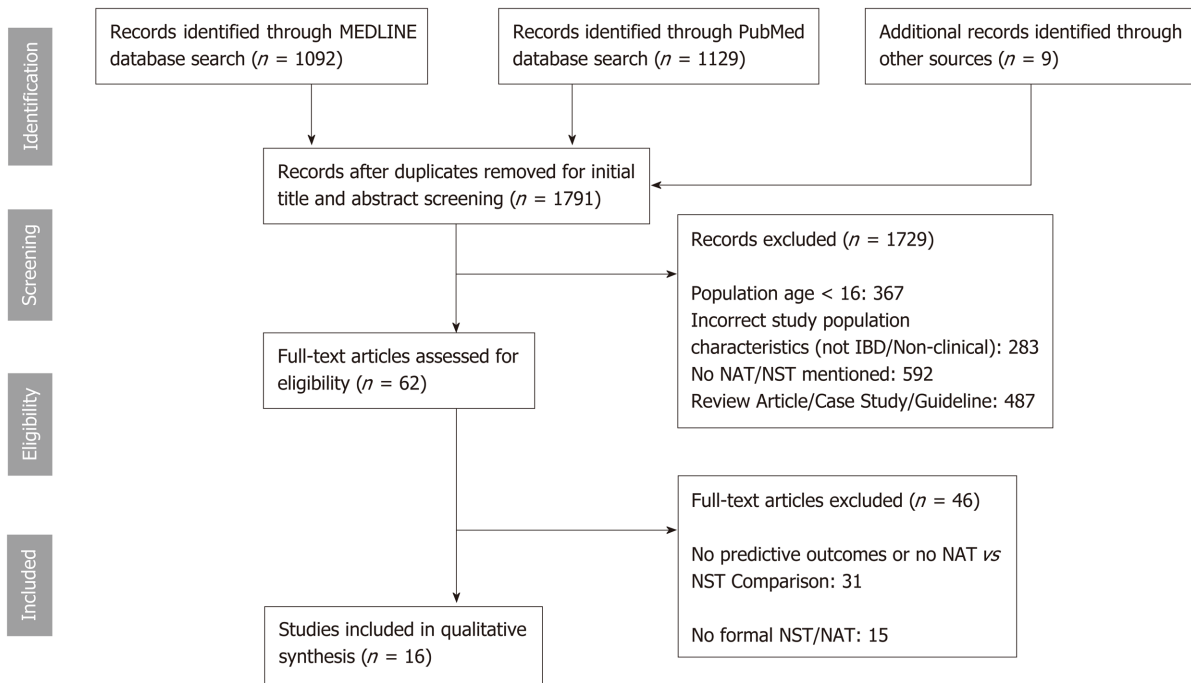 Identification
Records identified through MEDLINE
database search (n = 1092)
Records identified through PubMed
database search (n = 1129)
Additional records identified through
other sources (n = 9)
Records after duplicates removed for initial
title and abstract screening (n = 1791)
Screening
Records excluded (n = 1729)
Population age < 16: 367
Incorrect study population
characteristics (not IBD/Non-clinical): 283
No NAT/NST mentioned: 592
Review Article/Case Study/Guideline: 487
Eligibility
Full-text articles assessed for
eligibility (n = 62)
Full-text articles excluded (n = 46)
No predictive outcomes or no NAT vs
NST Comparison: 31
No formal NST/NAT: 15
Included
Studies included in qualitative
synthesis (n = 16)